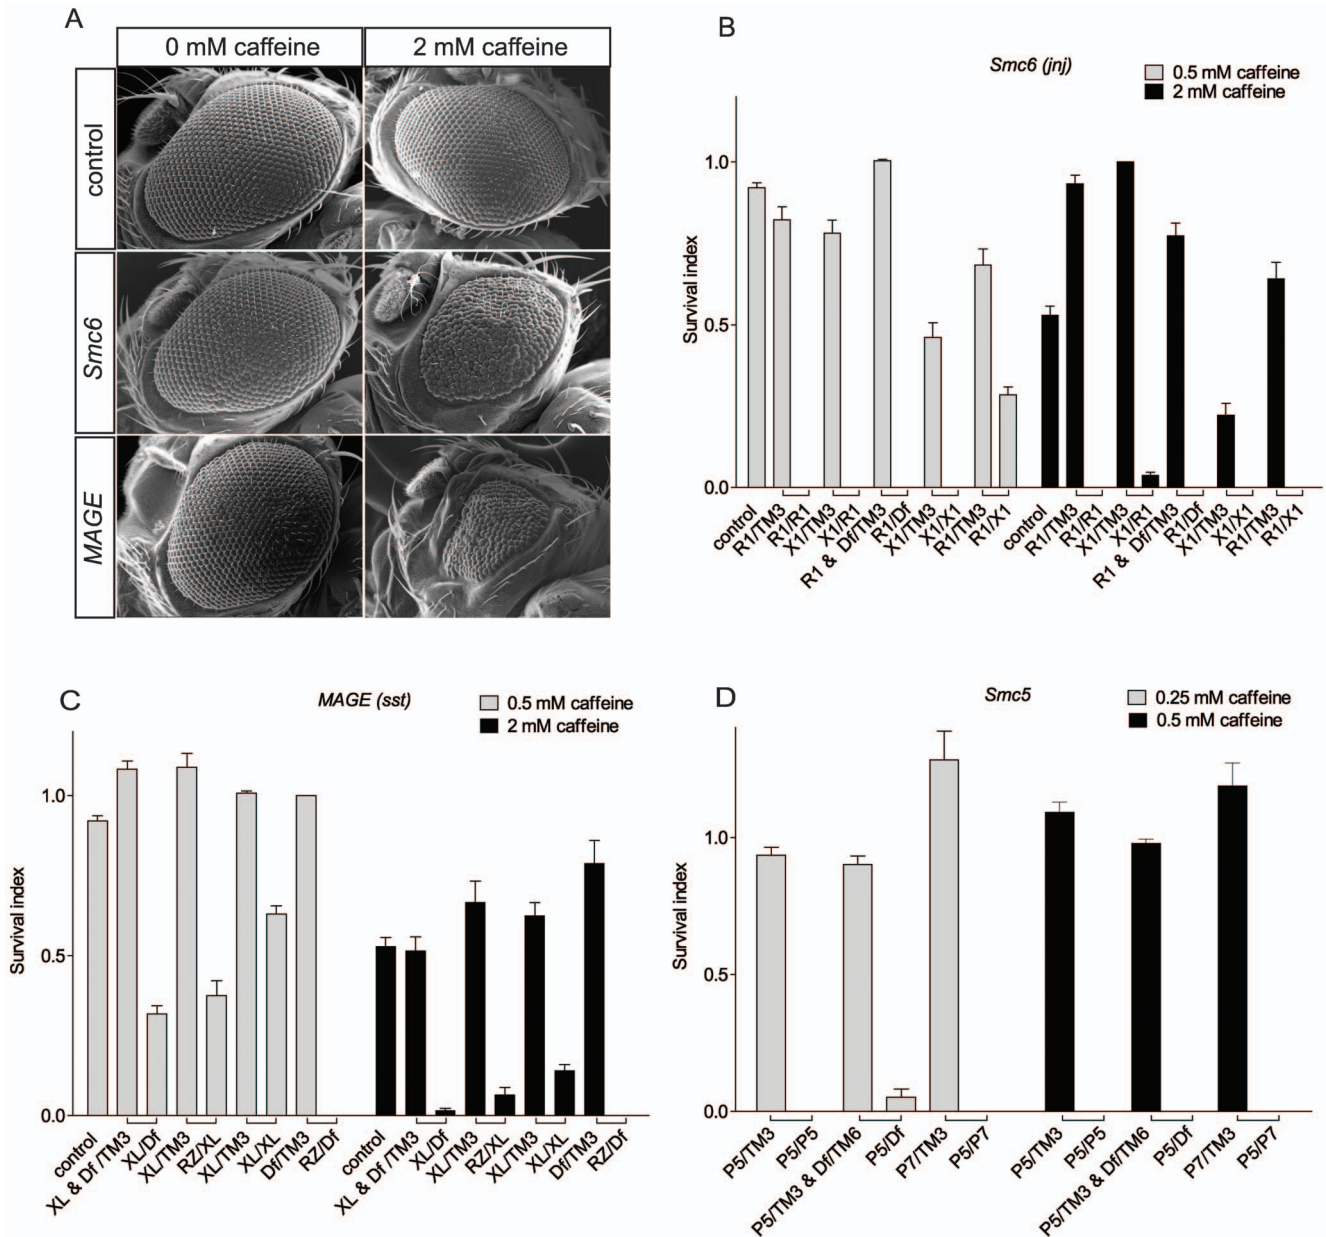 A
0 mM caffeine
2 mM caffeine
control
Smc6
MAGE
B
Smc6 (jnj)
0.5 mM caffeine
2 mM caffeine
Survival index
1.0
0.5
0.0
control
R1/TM3
R1/R1
X1/TM3
X1/R1
R1 & Df/TM3
R1/Df
X1/TM3
X1/X1
R1/TM3
R1/X1
control
R1/TM3
R1/R1
X1/TM3
X1/R1
R1 & Df/TM3
R1/Df
X1/TM3
X1/X1
R1/TM3
R1/X1
C
MAGE (sst)
0.5 mM caffeine
2 mM caffeine
Survival index
1.0
0.5
0.0
control
XL & Df /TM3
XL/Df
XL/TM3
RZ/XL
XL/TM3
XL/XL
Df/TM3
RZ/Df
control
XL & Df /TM3
XL/Df
XL/TM3
RZ/XL
XL/TM3
XL/XL
Df/TM3
RZ/Df
D
Smc5
0.25 mM caffeine
0.5 mM caffeine
Survival index
1.0
0.5
0.0
P5/TM3
P5/P5
P5/TM3 & Df/TM6
P5/Df
P7/TM3
P5/P7
P5/TM3
P5/P5
P5/TM3 & Df/TM6
P5/Df
P7/TM3
P5/P7